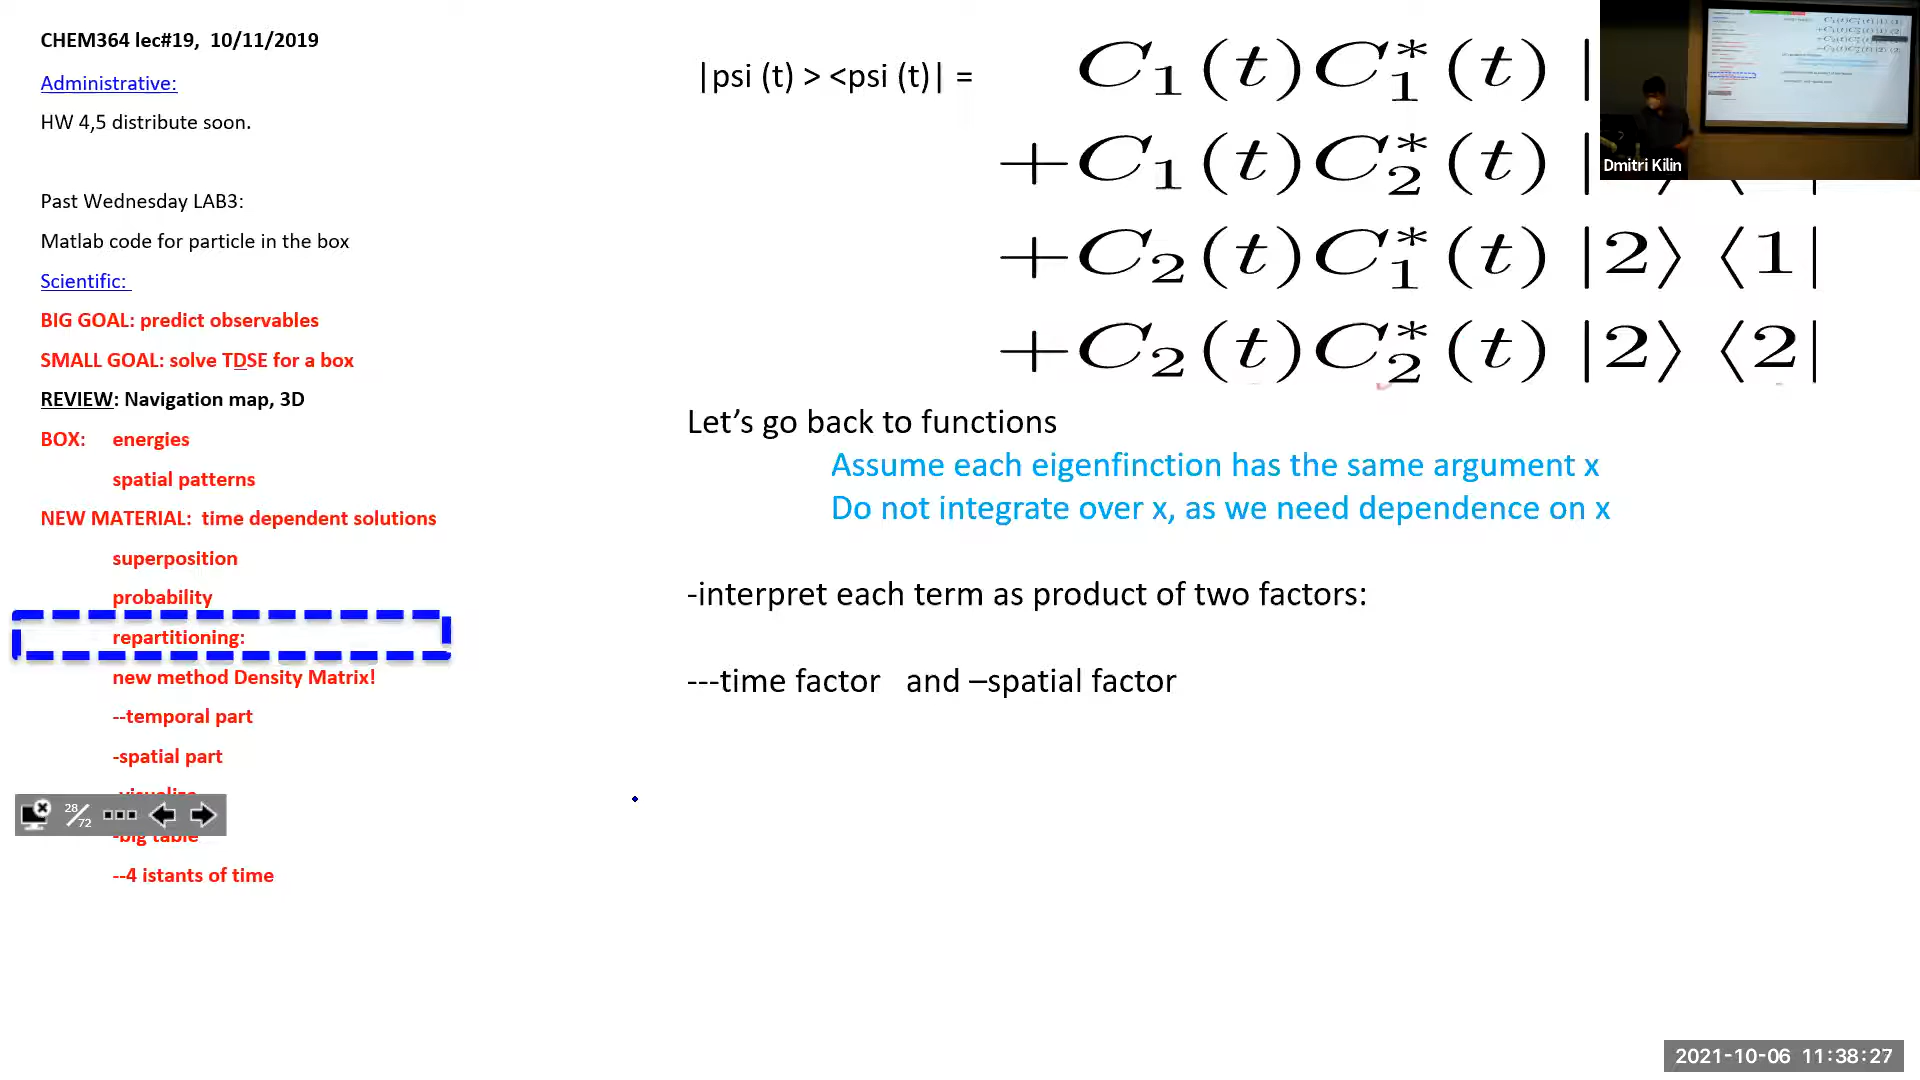 CHEM364 lec#19, 10/11/2019
Administrative:
HW 4,5 distribute soon.
Past Wednesday LAB3:
Matlab code for particle in the box
Scientific:
BIG GOAL: predict observables
SMALL GOAL: solve TDSE for a box
REVIEW: Navigation map, 3D
BOX: energies
spatial patterns
NEW MATERIAL: time dependent solutions
superposition
probability
repartitioning:
new method Density Matrix!
--temporal part
-spatial part
-visualize
-big table
--4 istants of time
28/72
|psi (t) > <psi (t)| =
C₁(t)C₁*(t) |
+C₁(t)C₂*(t) |
+C₂(t)C₁*(t) |2⟩ ⟨1|
+C₂(t)C₂*(t) |2⟩ ⟨2|
Let’s go back to functions
Assume each eigenfinction has the same argument x
Do not integrate over x, as we need dependence on x
-interpret each term as product of two factors:
---time factor and –spatial factor
Dmitri Kilin
2021-10-06 11:38:27